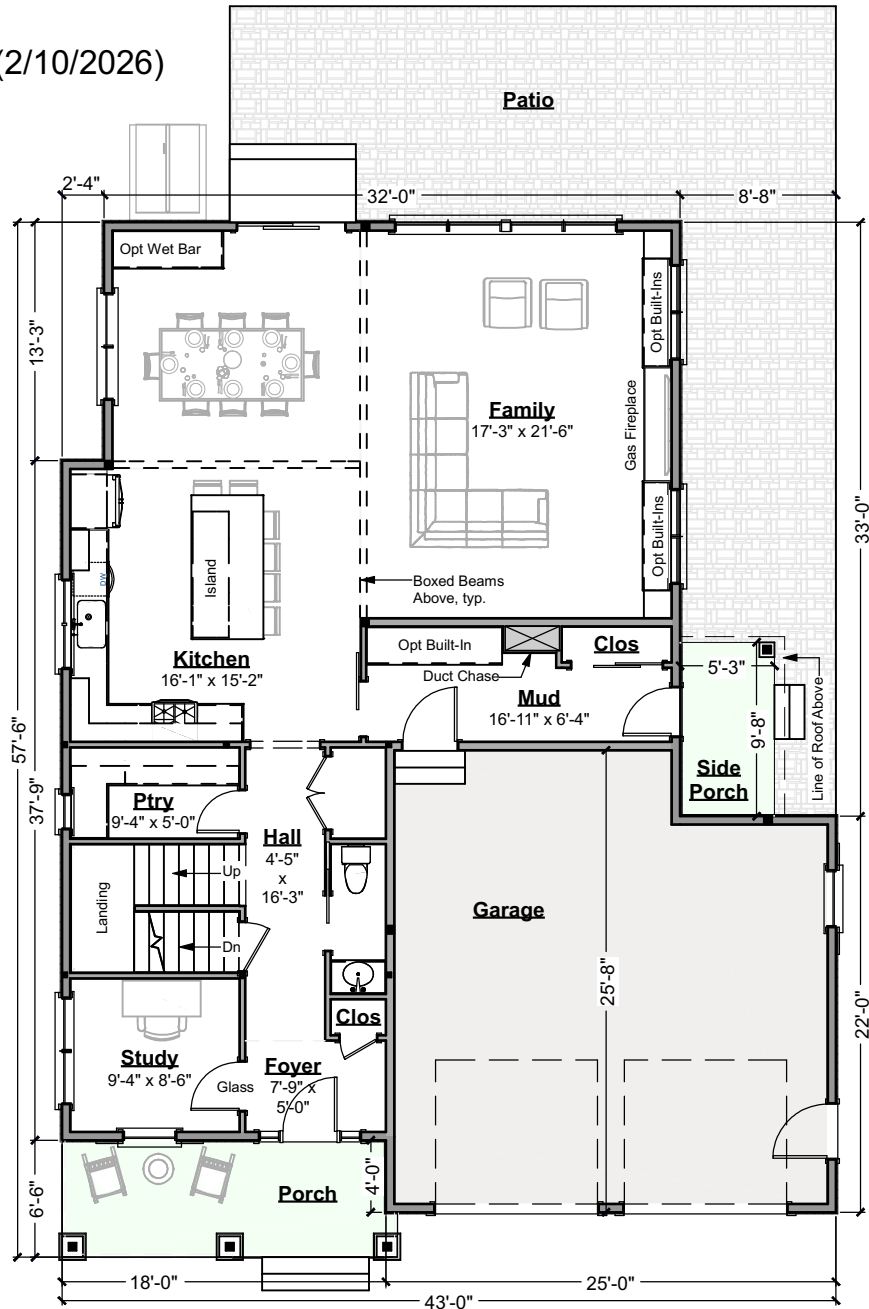 (2/10/2026)
Patio
2'-4"
32'-0"
8'-8"
Opt Wet Bar
Opt Built-Ins
13'-3"
Family
17'-3" x 21'-6"
Gas Fireplace
33'-0"
Opt Built-Ins
Island
DW
Boxed Beams
Above, typ.
Kitchen
16'-1" x 15'-2"
Opt Built-In
Clos
Duct Chase
Mud
16'-11" x 6'-4"
5'-3"
9'-8"
Line of Roof Above
Side
Porch
57'-6"
37'-9"
Ptry
9'-4" x 5'-0"
Hall
4'-5"
x
16'-3"
Up
Landing
Dn
Garage
25'-8"
22'-0"
Clos
Study
9'-4" x 8'-6"
Glass
Foyer
7'-9" x
5'-0"
Porch
4'-0"
6'-6"
18'-0"
25'-0"
43'-0"